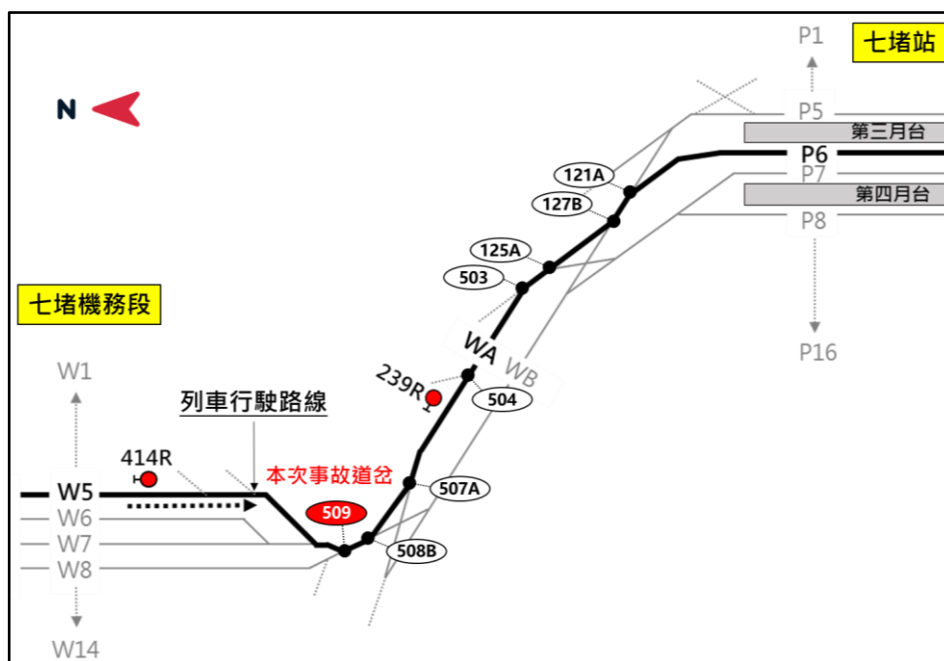 P1
七堵站
N
P5
第三月台
P6
P7
121A
127B
第四月台
P8
125A
503
七堵機務段
WA
WB
P16
W1
239R
504
列車行駛路線
414R
本次事故道岔
W5
507A
W6
509
W7
508B
W8
W14